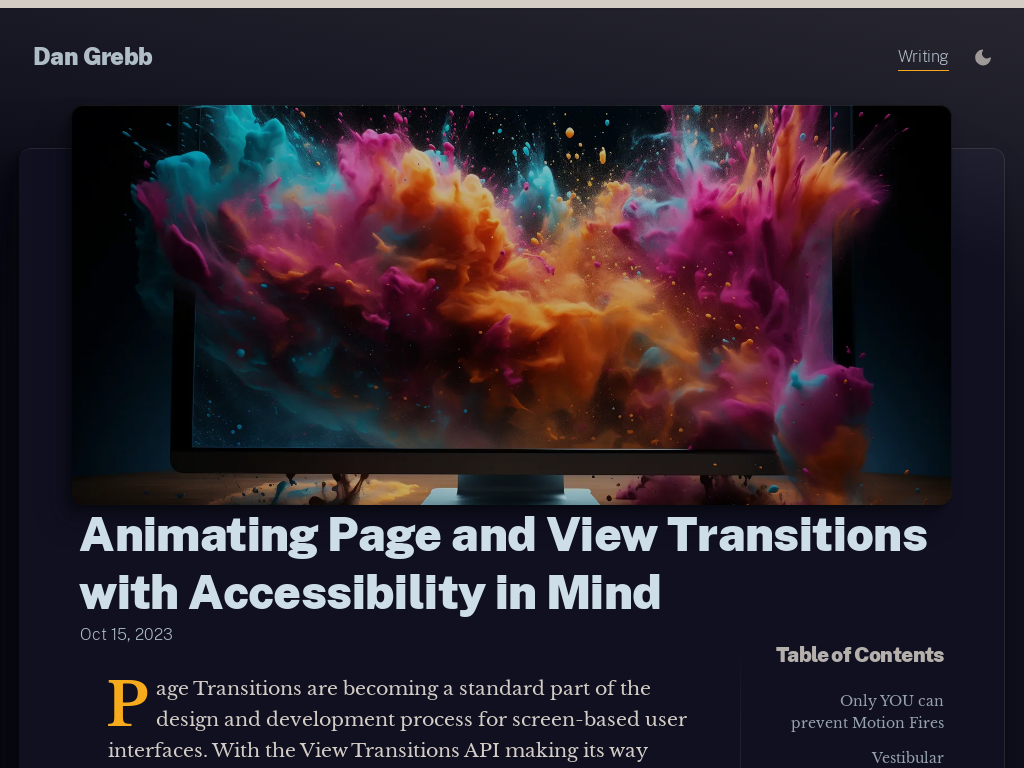 Dan Grebb
Writing
Animating Page and View Transitions
with Accessibility in Mind
Oct 15, 2023
Page Transitions are becoming a standard part of the
design and development process for screen-based user
interfaces. With the View Transitions API making its way
Table of Contents
Only YOU can
prevent Motion Fires
Vestibular